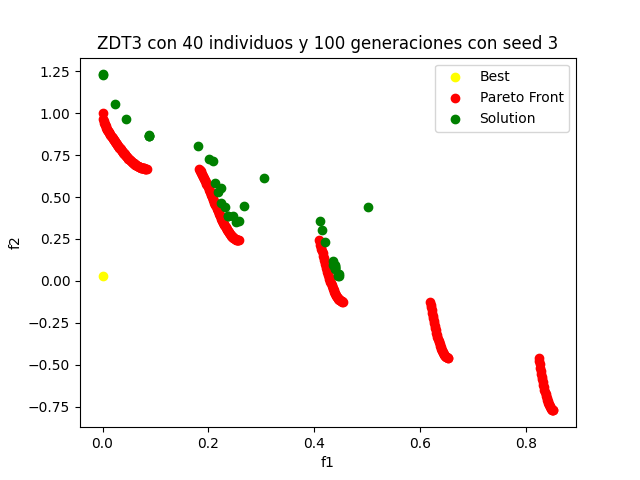 ZDT3 con 40 individuos y 100 generaciones con seed 3
Best
Pareto Front
Solution
1.25
1.00
0.75
0.50
0.25
0.00
−0.25
−0.50
−0.75
f2
0.0
0.2
0.4
0.6
0.8
f1